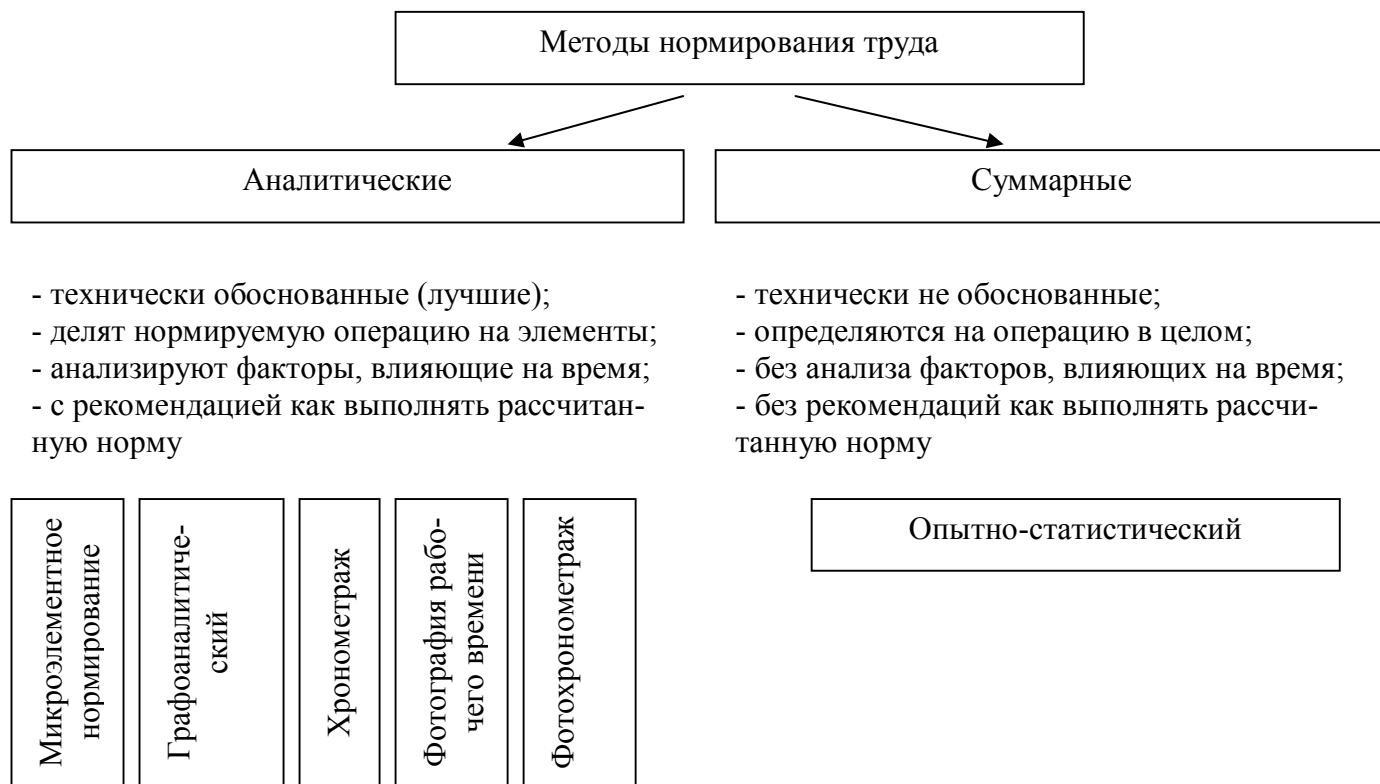 Методы нормирования труда
Аналитические
Суммарные
- технически обоснованные (лучшие);
- делят нормируемую операцию на элементы;
- анализируют факторы, влияющие на время;
- с рекомендацией как выполнять рассчитан-
ную норму
- технически не обоснованные;
- определяются на операцию в целом;
- без анализа факторов, влияющих на время;
- без рекомендаций как выполнять рассчи-
танную норму
Микроэлементное
нормирование
Графоаналитиче-
ский
Хронометраж
Фотография рабо-
чего времени
Фотохронометраж
Опытно-статистический